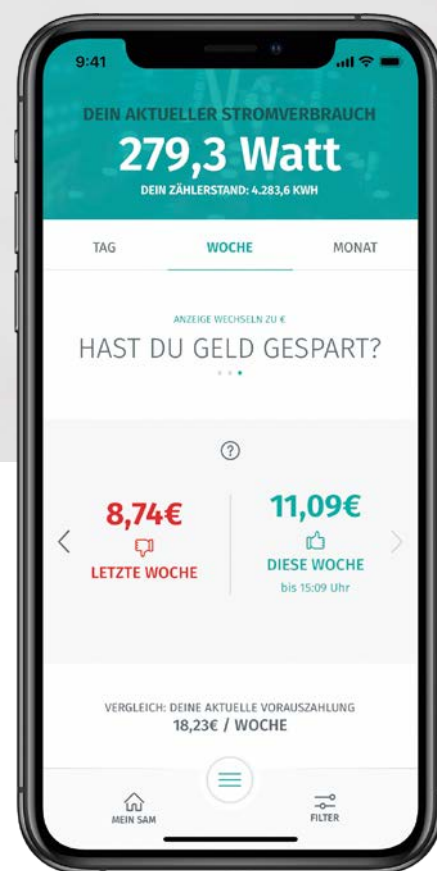 9:41
DEIN AKTUELLER STROMVERBRAUCH
279,3 Watt
DEIN ZÄHLERSTAND: 4.283,6 KWH
TAG WOCHE MONAT
ANZEIGE WECHSELN ZU €
HAST DU GELD GESPART?
?
8,74€ 11,09€
LETZTE WOCHE DIESE WOCHE
bis 15:09 Uhr
VERGLEICH: DEINE AKTUELLE VORAUSZAHLUNG
18,23€ / WOCHE
MEIN SAM FILTER